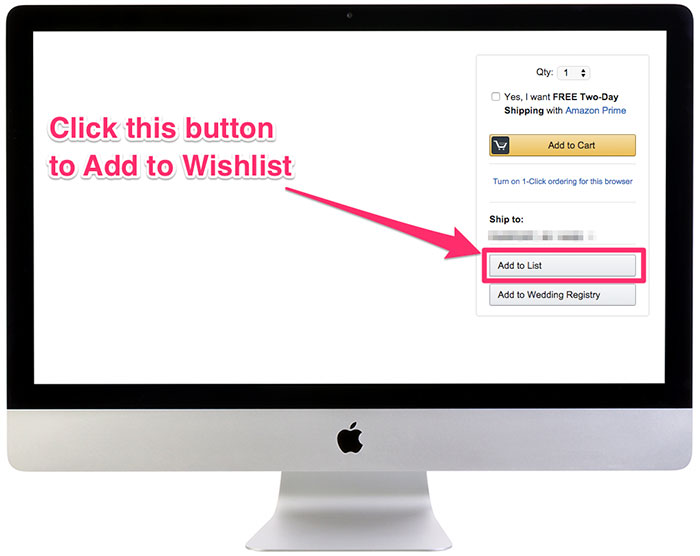 Click this button
to Add to Wishlist
Qty: 1
Yes, I want FREE Two-Day
Shipping with Amazon Prime
Add to Cart
Turn on 1-Click ordering for this browser
Ship to:
Add to List
Add to Wedding Registry